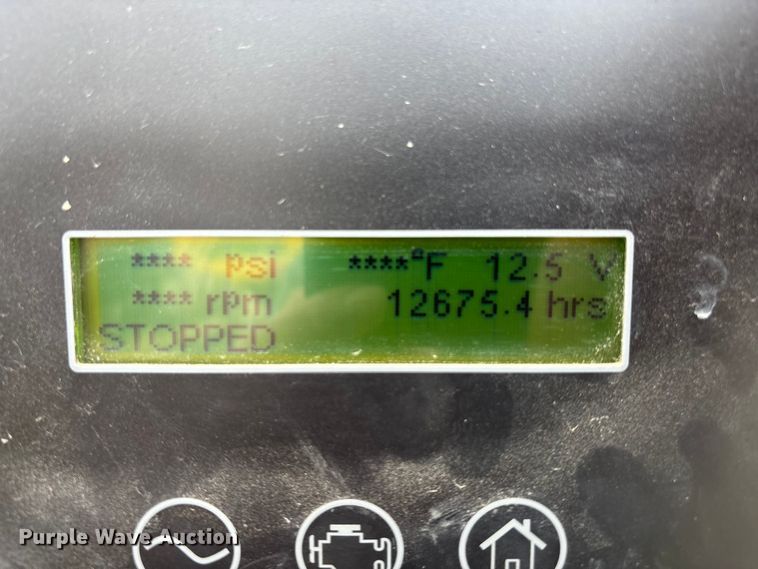 **** psi ****°F 12.5 V
**** rpm 12675.4 hrs
STOPPED
Purple Wave Auction